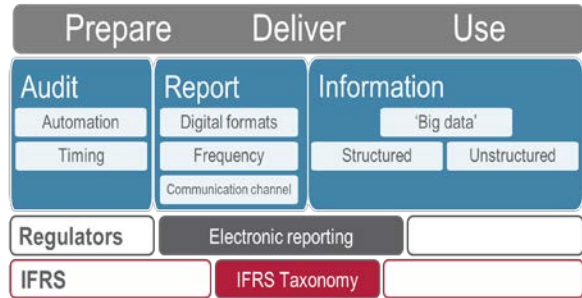 Prepare Deliver Use
Audit Report Information
Automation Digital formats 'Big data'
Timing Frequency Structured Unstructured
Communication channel
Regulators Electronic reporting
IFRS IFRS Taxonomy